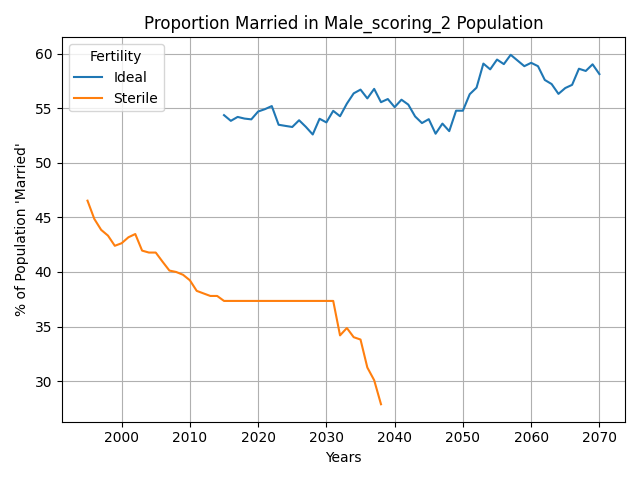 Proportion Married in Male_scoring_2 Population
Fertility
Ideal
Sterile
% of Population 'Married'
60
55
50
45
40
35
30
2000 2010 2020 2030 2040 2050 2060 2070
Years